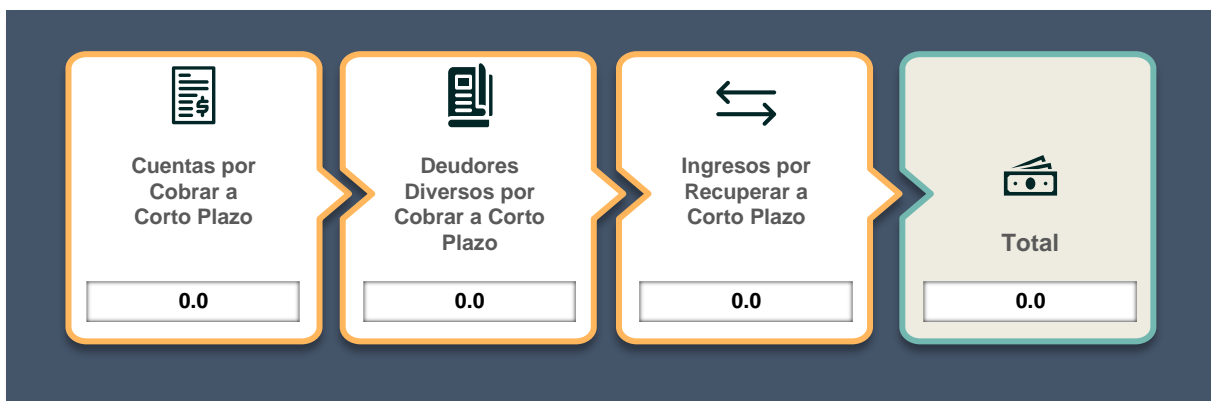 Cuentas por
Cobrar a
Corto Plazo
0.0
Deudores
Diversos por
Cobrar a Corto
Plazo
0.0
Ingresos por
Recuperar a
Corto Plazo
0.0
Total
0.0